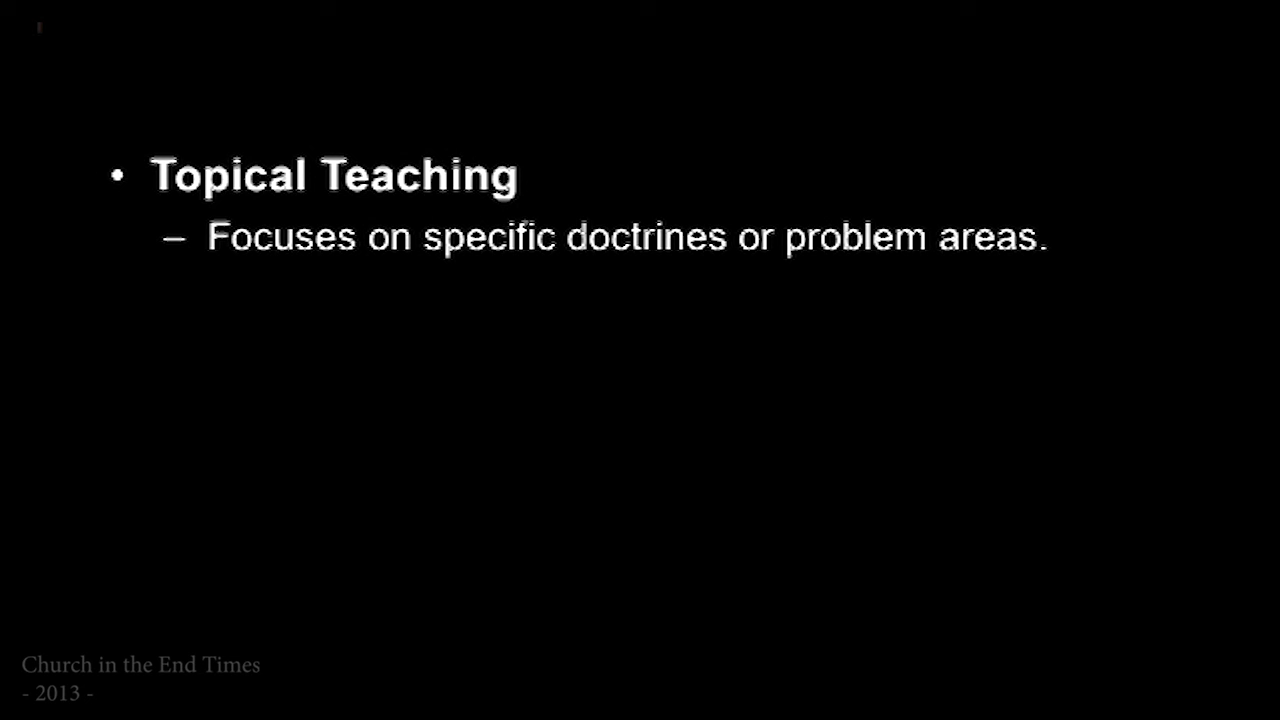 • Topical Teaching
– Focuses on specific doctrines or problem areas.
Church in the End Times
- 2013 -